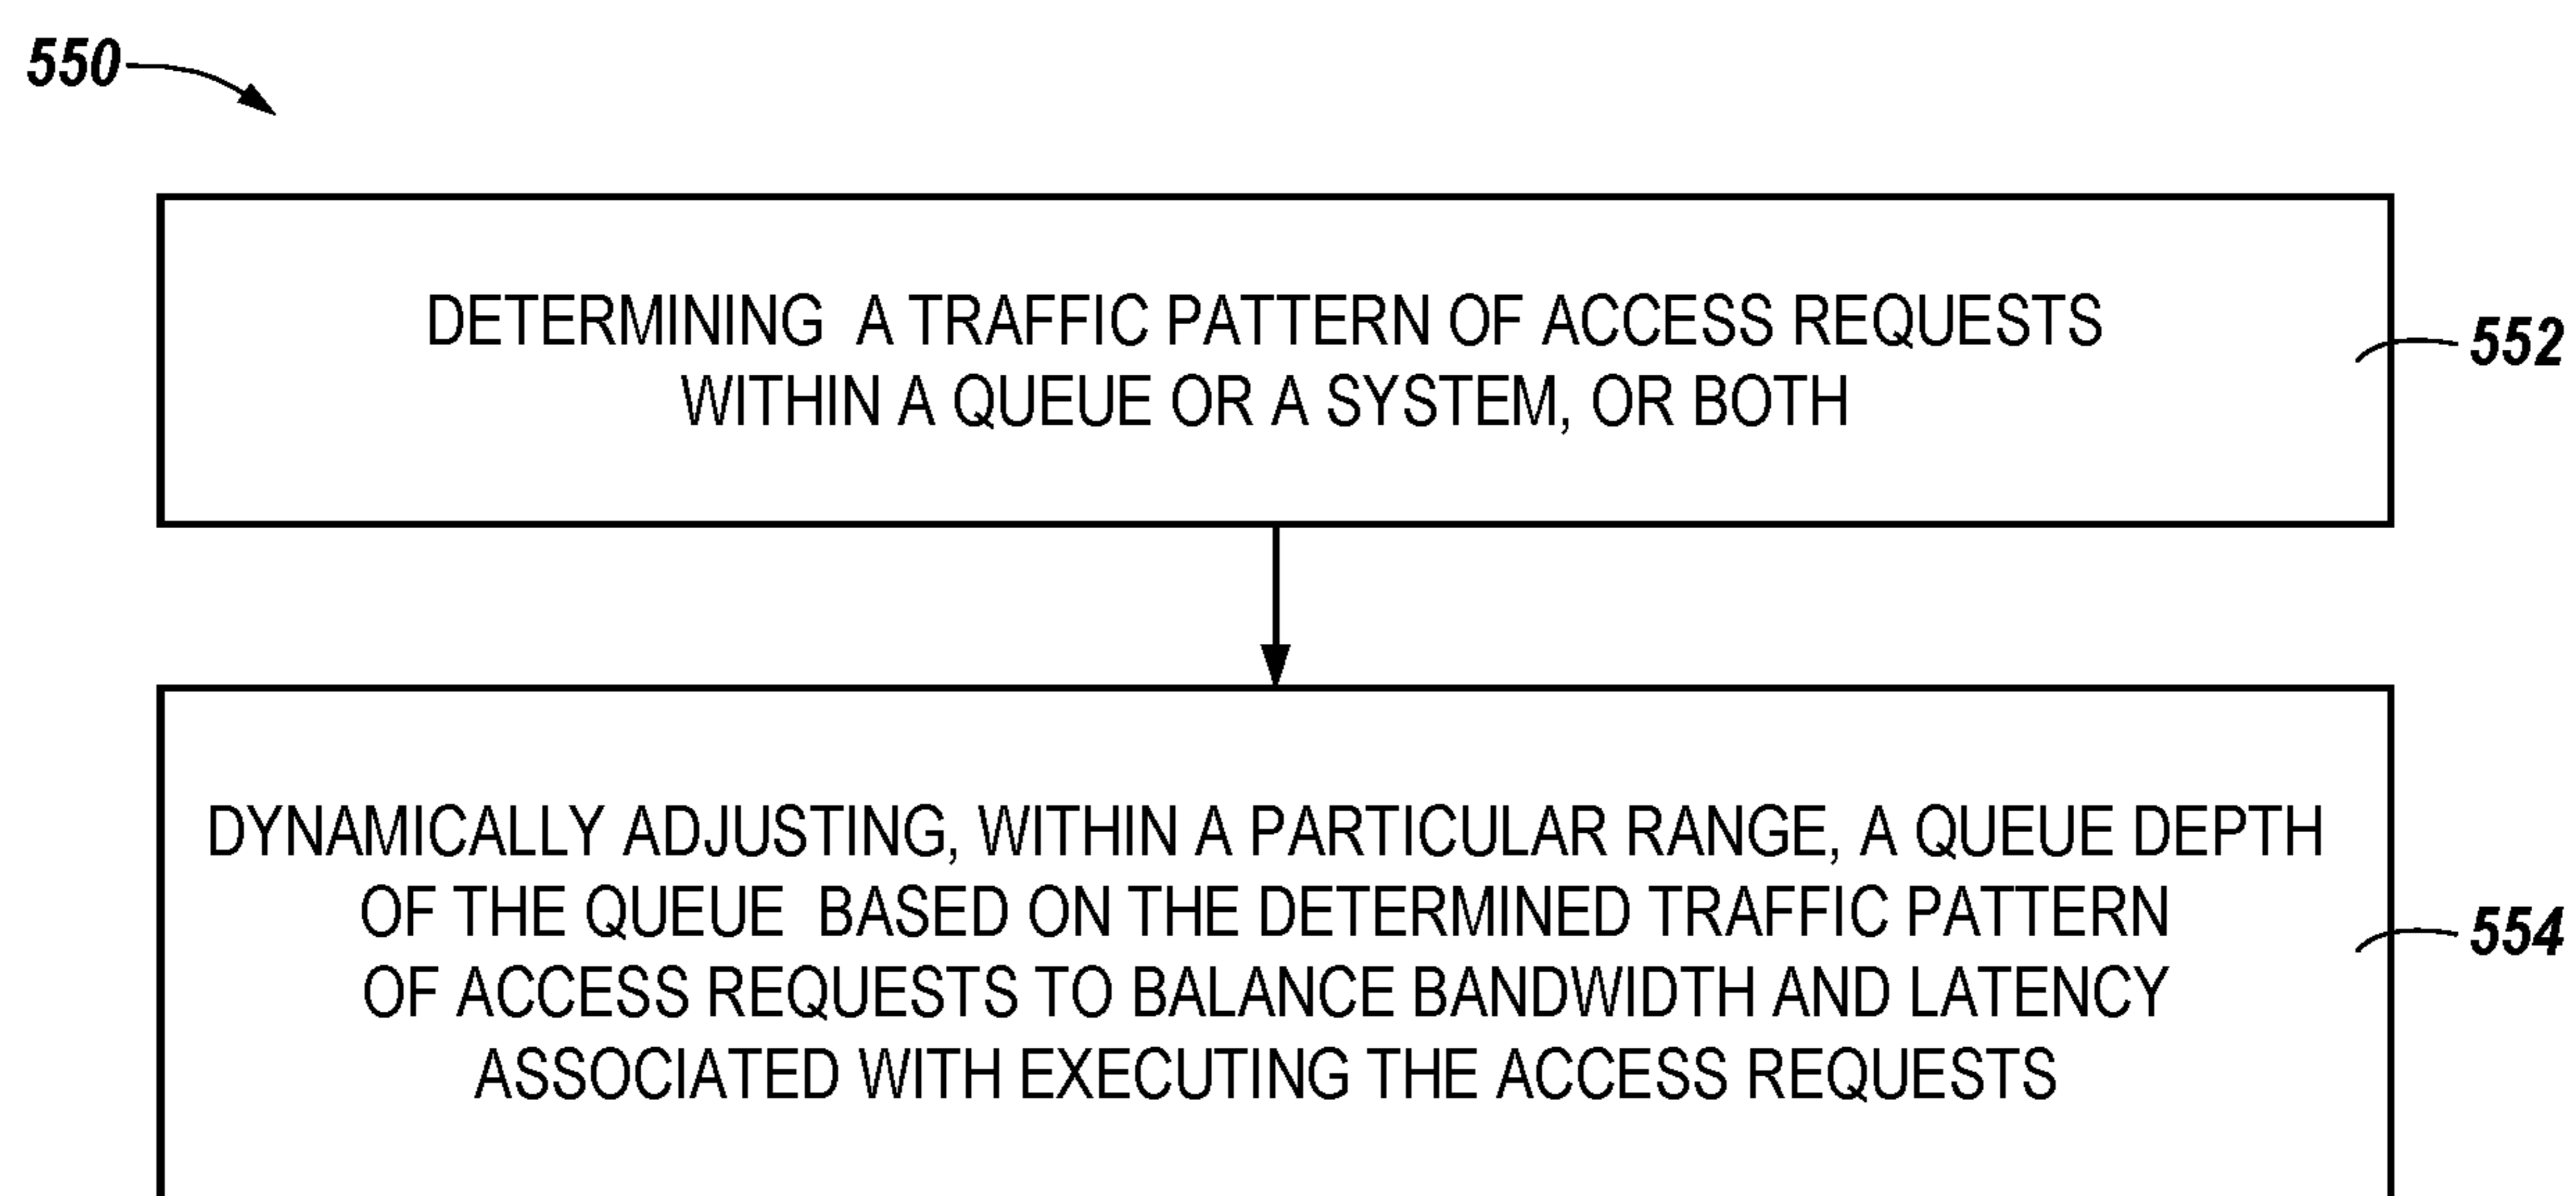 550
DETERMINING A TRAFFIC PATTERN OF ACCESS REQUESTS
WITHIN A QUEUE OR A SYSTEM, OR BOTH
552
DYNAMICALLY ADJUSTING, WITHIN A PARTICULAR RANGE, A QUEUE DEPTH
OF THE QUEUE BASED ON THE DETERMINED TRAFFIC PATTERN
OF ACCESS REQUESTS TO BALANCE BANDWIDTH AND LATENCY
ASSOCIATED WITH EXECUTING THE ACCESS REQUESTS
554